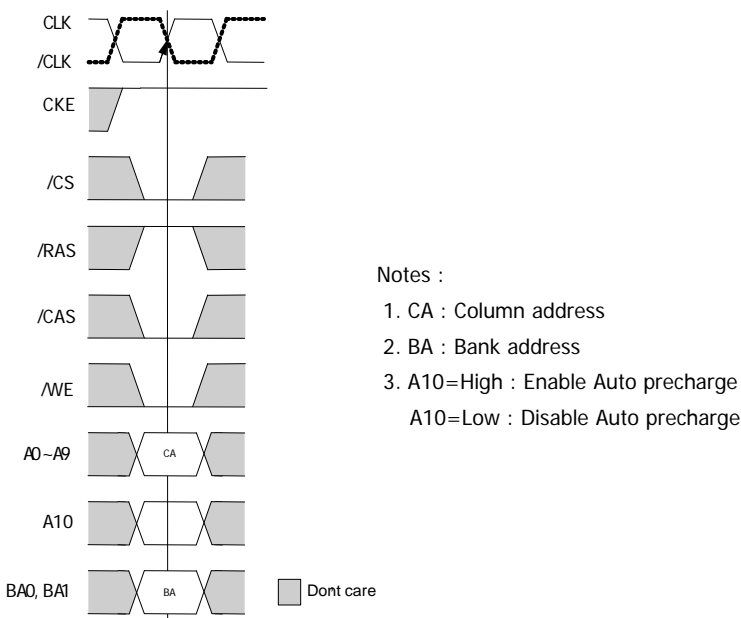 CLK
/CLK
CKE
/CS
/RAS
/CAS
/WE
A0~A9
CA
A10
BA0, BA1
BA
Dont care
Notes :
1. CA : Column address
2. BA : Bank address
3. A10=High : Enable Auto precharge
A10=Low : Disable Auto precharge